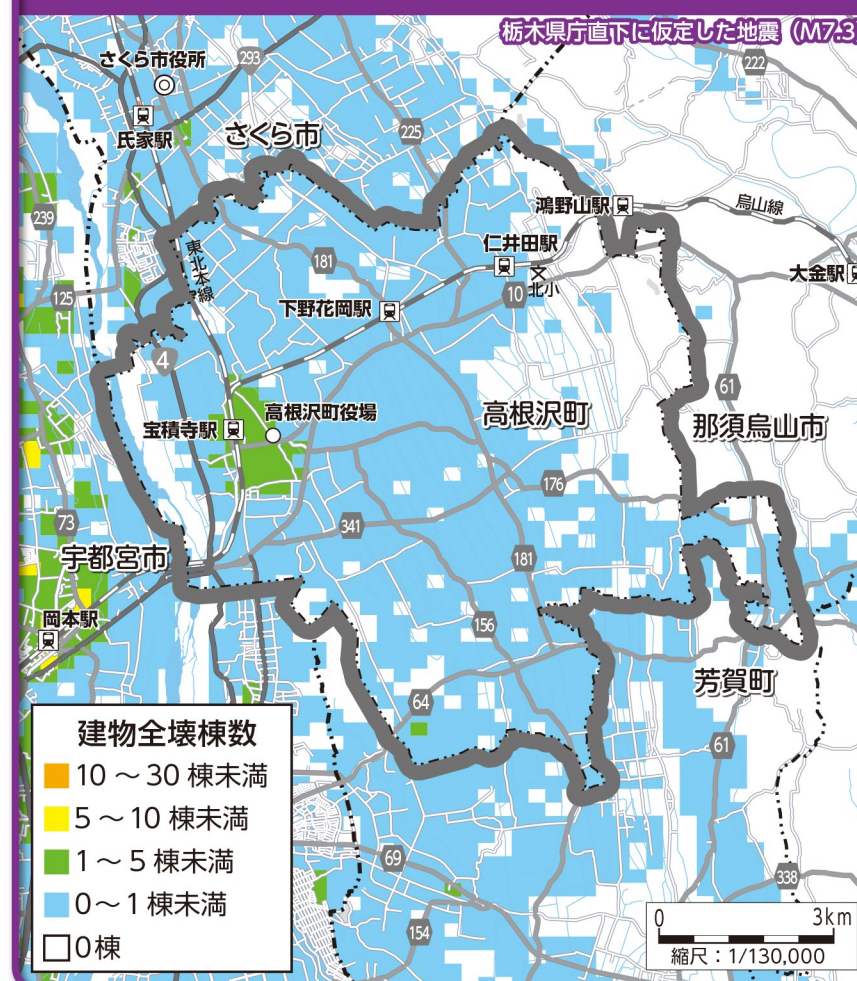 栃木県庁直下に仮定した地震（M7.3
さくら市役所
293
222
氏家駅
さくら市
225
239
鴻野山駅
烏山線
仁井田駅
東北本線
181
大金駅
125
下野花岡駅
10
北小
4
61
高根沢町役場
高根沢町
宝積寺駅
那須烏山市
176
73
341
宇都宮市
181
岡本駅
156
芳賀町
64
61
建物全壊棟数
10 ～ 30 棟未満
5 ～ 10 棟未満
1 ～ 5 棟未満
0～ 1 棟未満
0棟
69
338
154
0 3km
縮尺：1/130,000